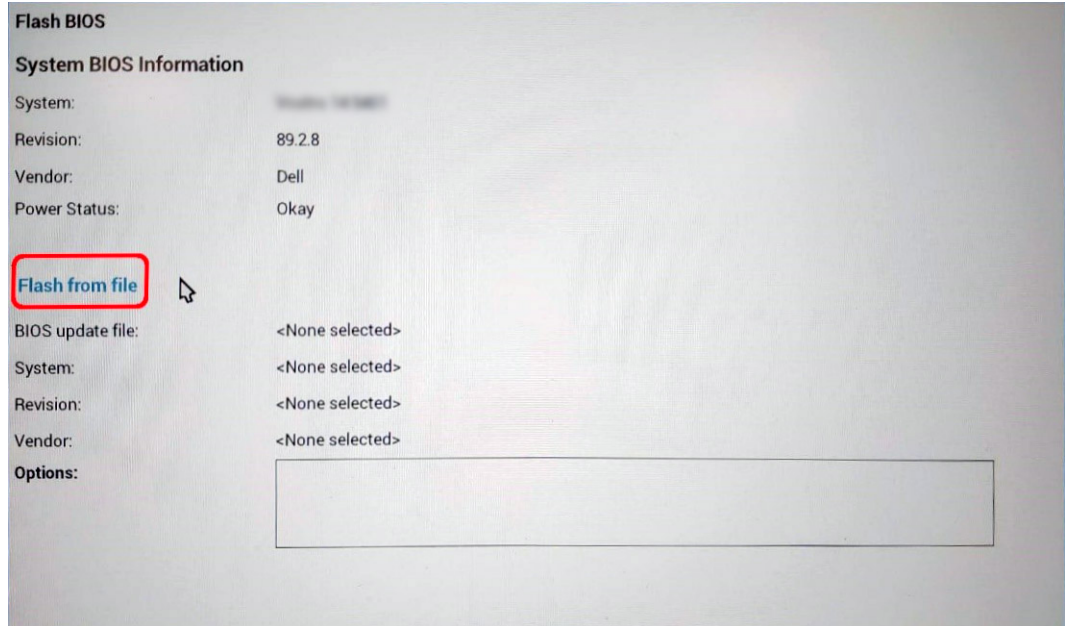 Flash BIOS
System BIOS Information
System:
Revision: 89.2.8
Vendor: Dell
Power Status: Okay
Flash from file
BIOS update file: <None selected>
System: <None selected>
Revision: <None selected>
Vendor: <None selected>
Options: